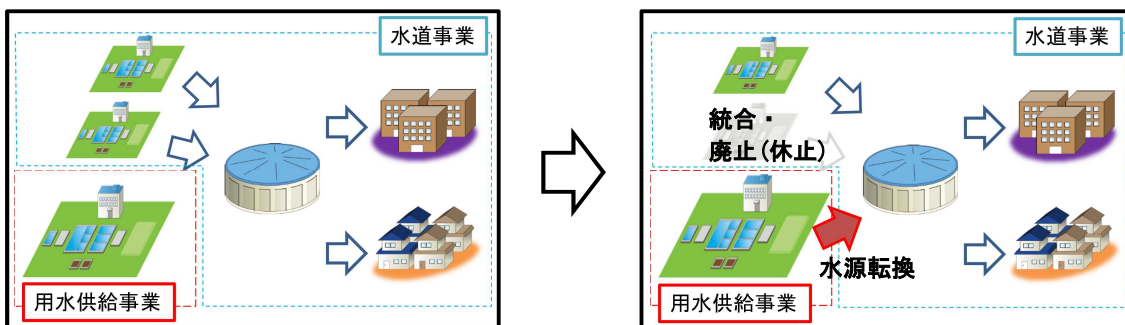 水道事業
用水供給事業
水道事業
統合・
廃止(休止)
水源転換
用水供給事業